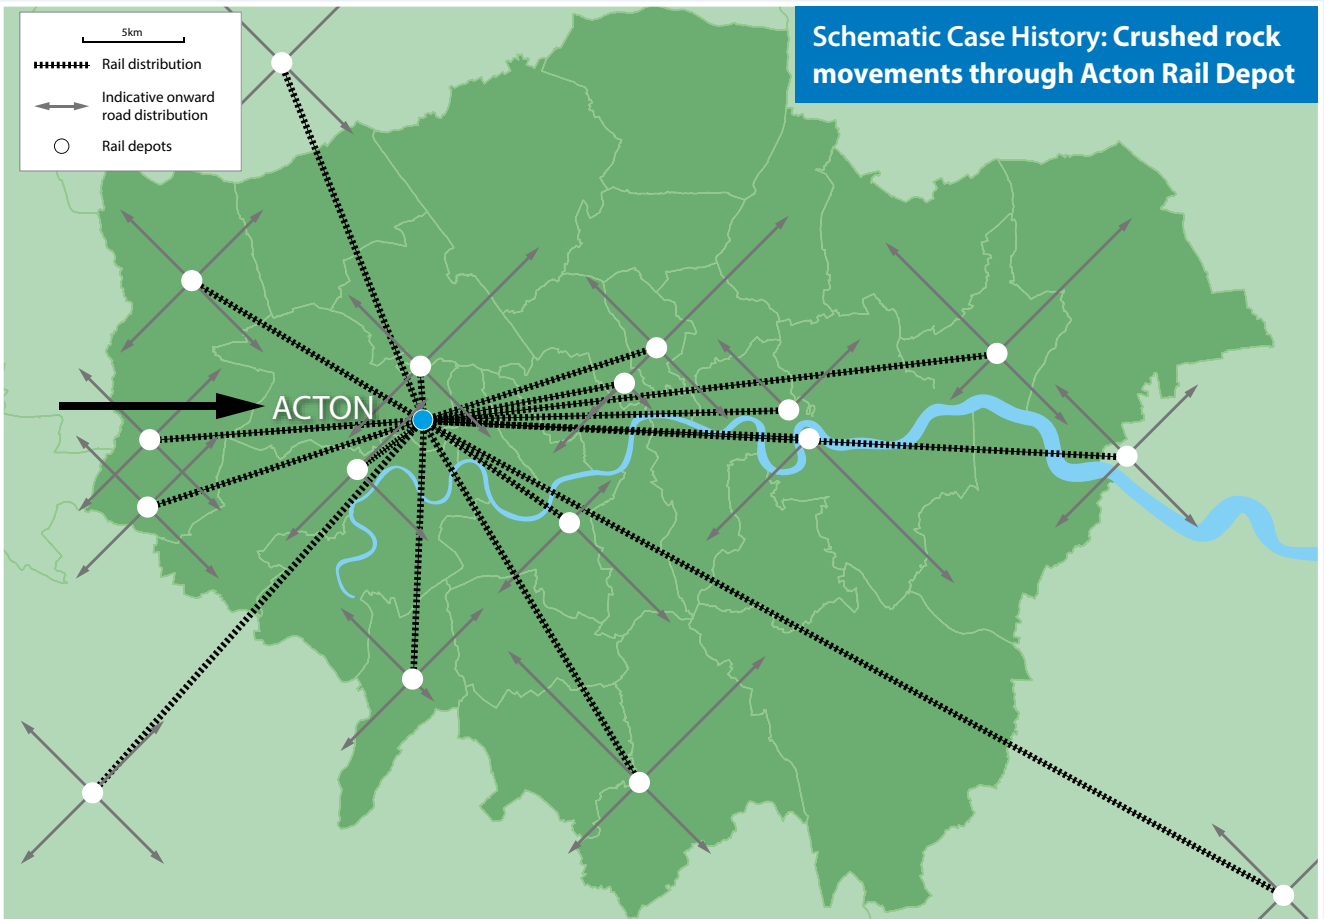 5km
Rail distribution
Indicative onward
road distribution
Rail depots
Schematic Case History: Crushed rock
movements through Acton Rail Depot
ACTON